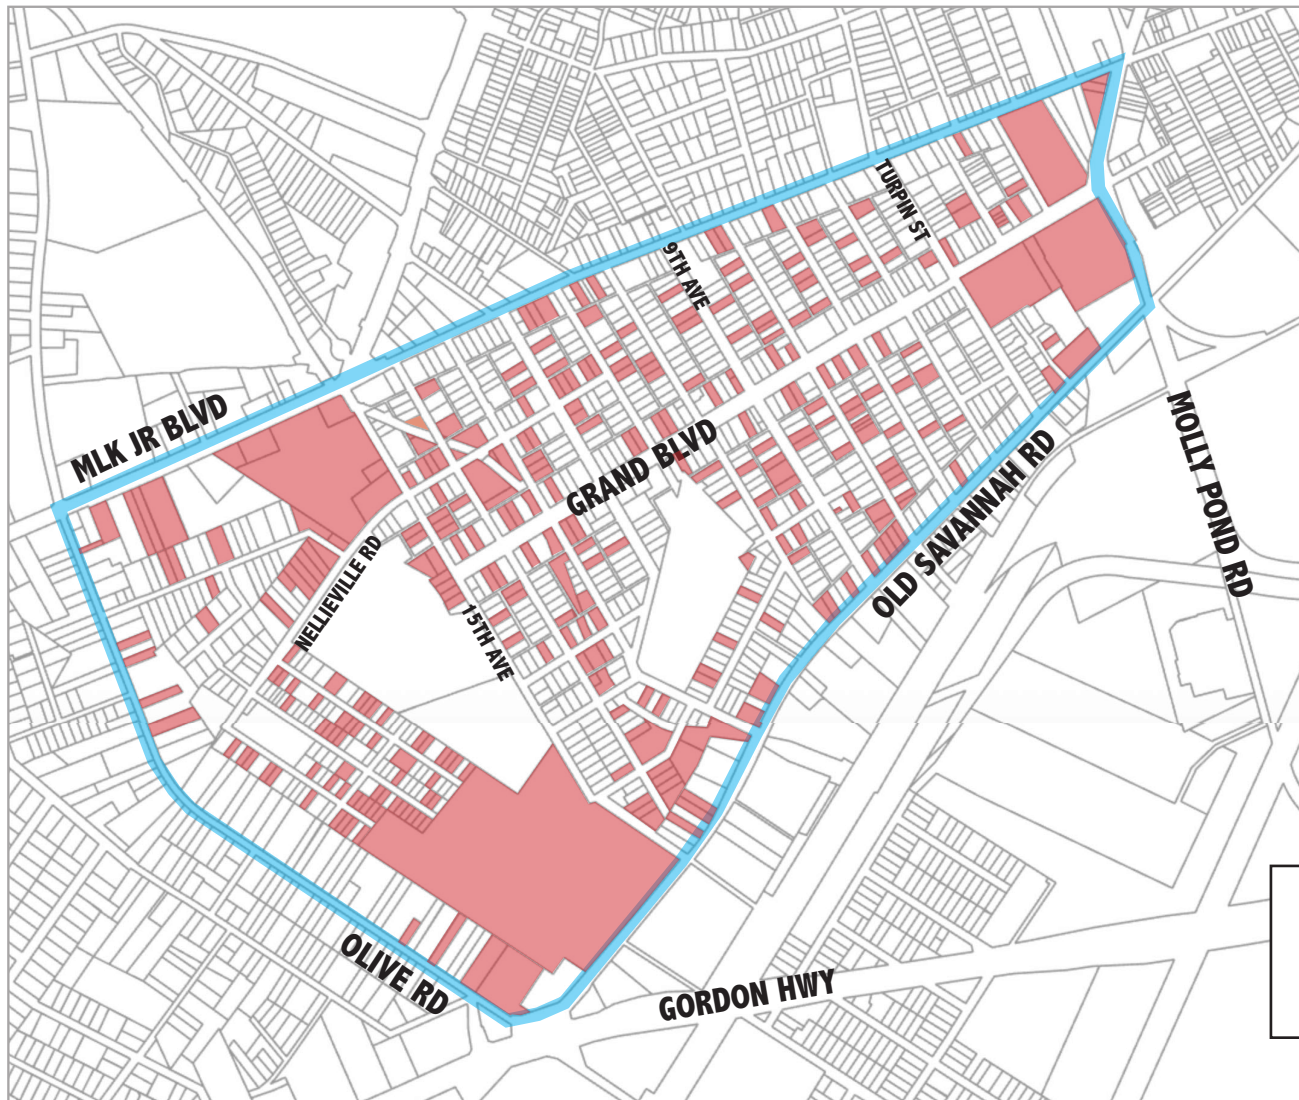 TURPIN ST
9TH AVE
MLK JR BLVD
MOLLY POND RD
GRAND BLVD
OLD SAVANNAH RD
NELLIEVILLE RD
15TH AVE
OLIVE RD
GORDON HWY